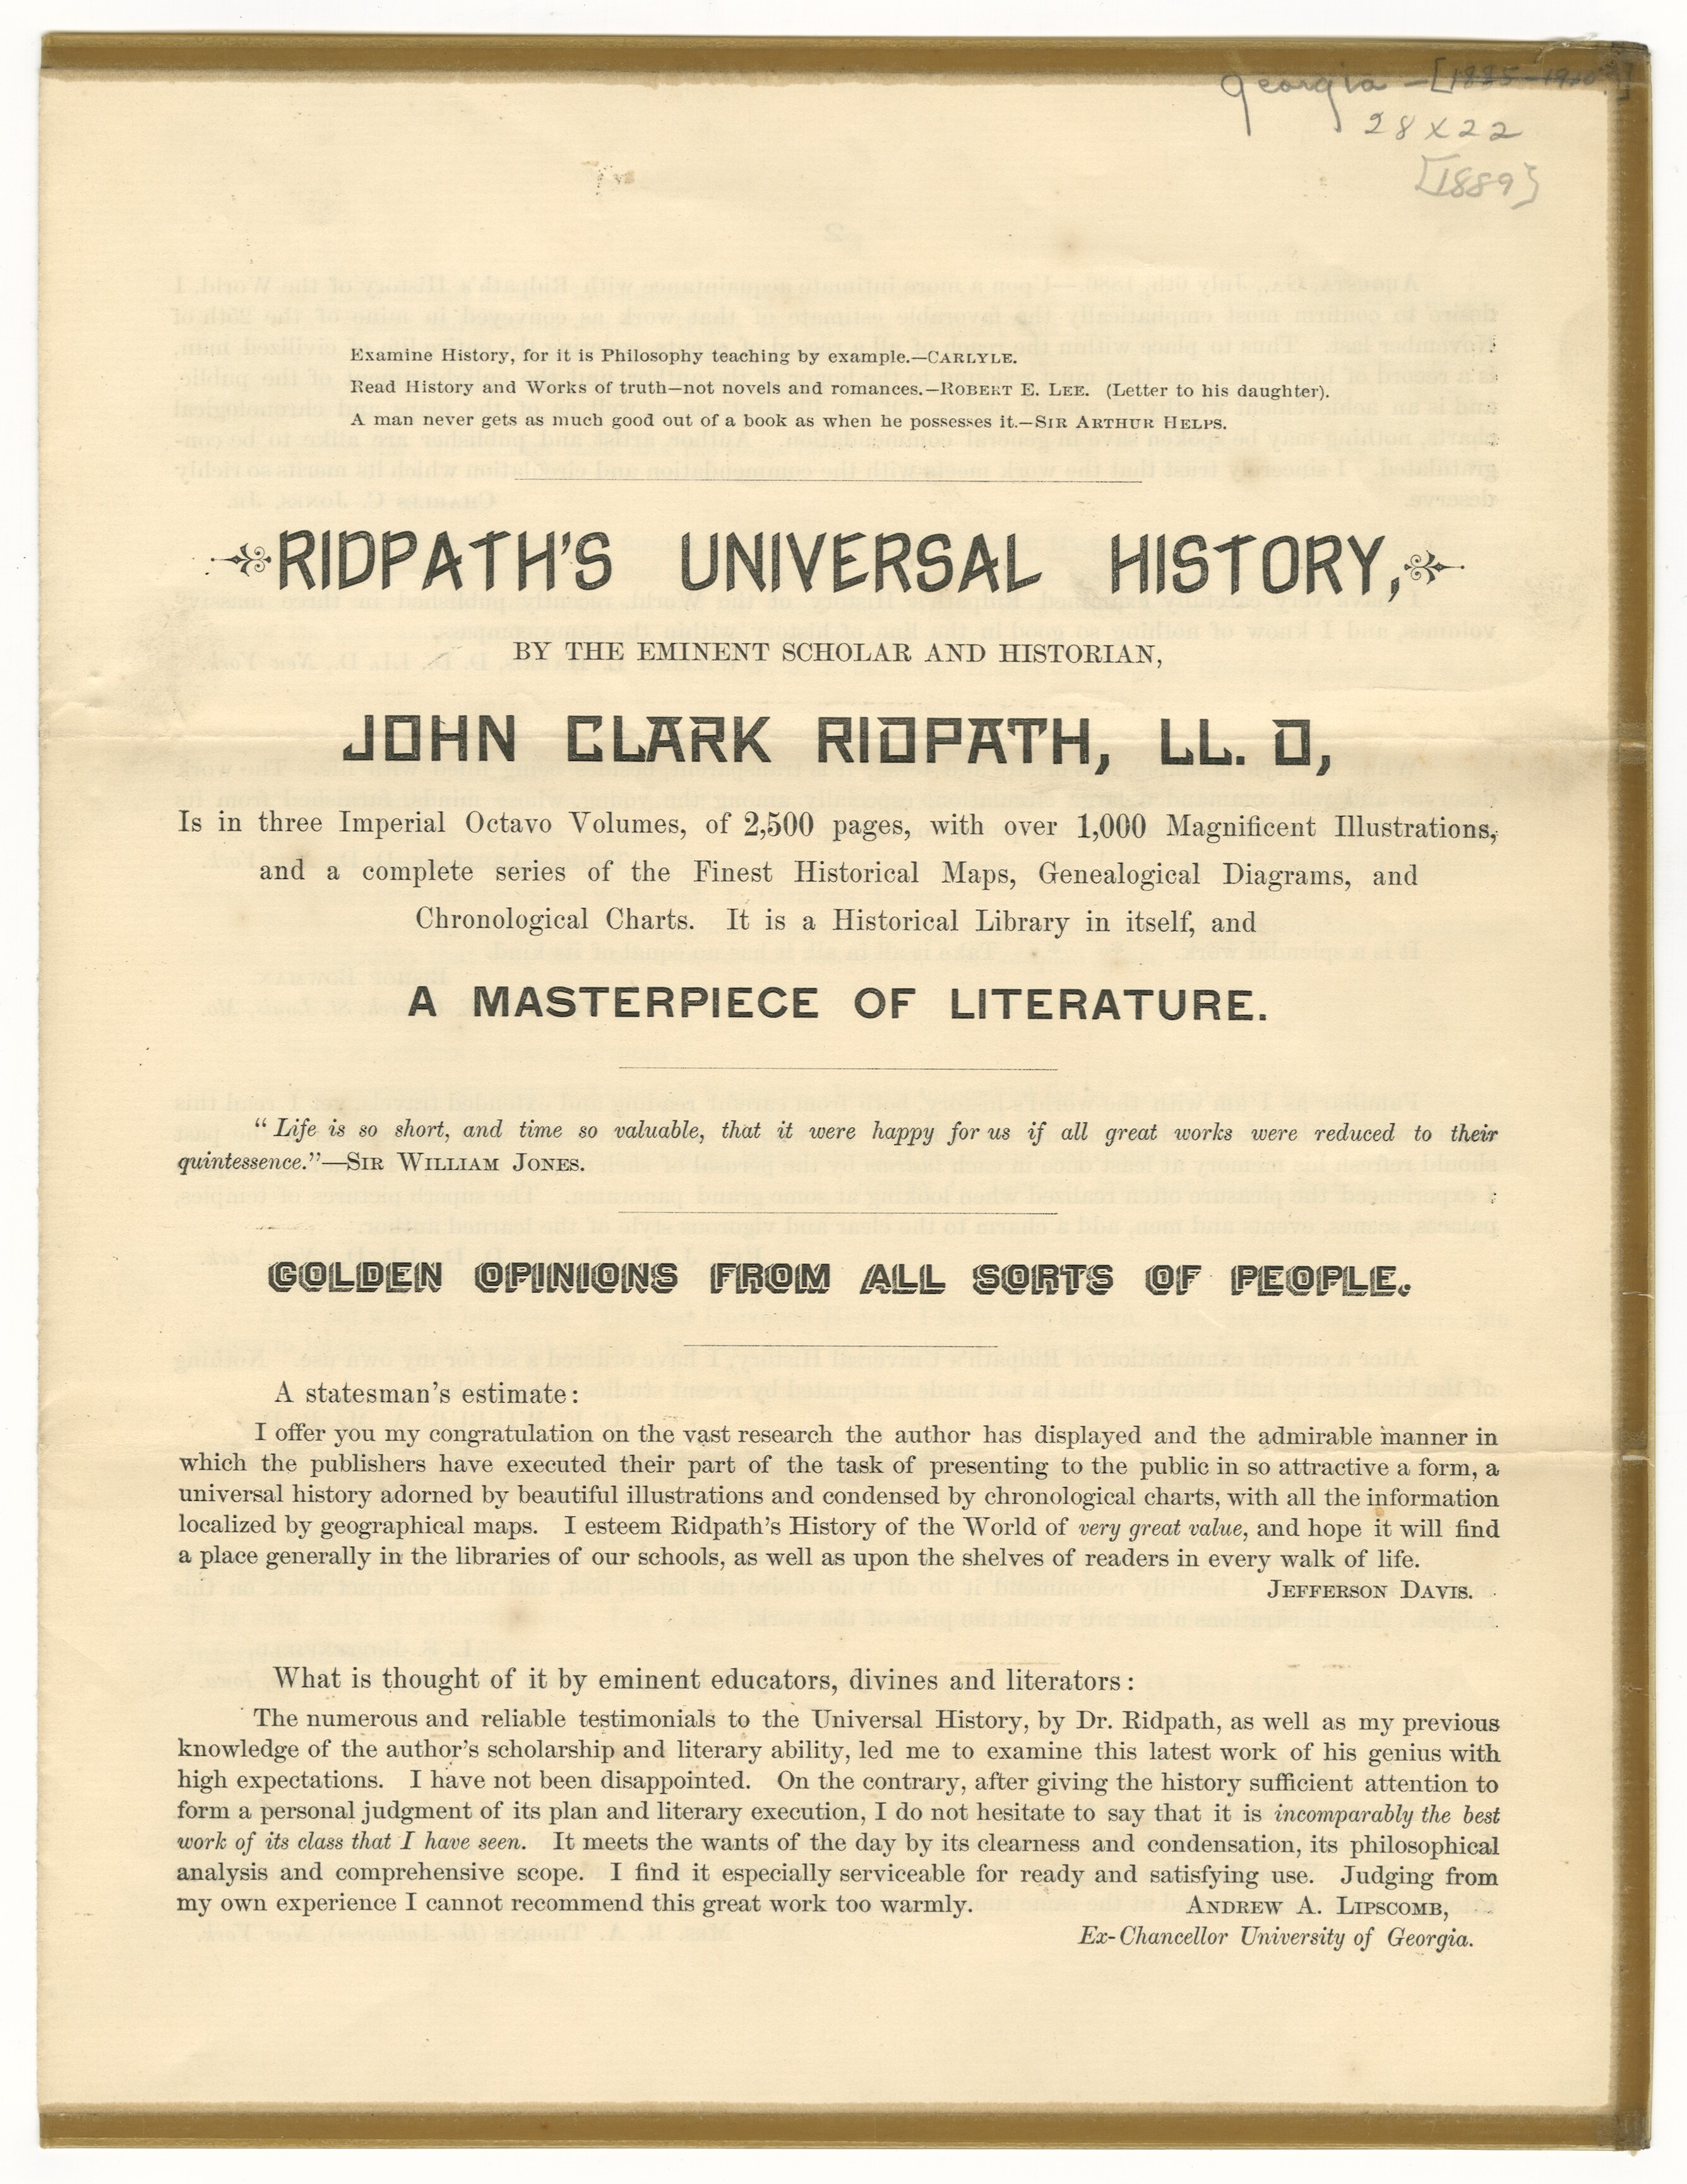 Georgia - [1885-19
28 x 22
[1889]
Examine History, for it is Philosophy teaching by example.—CARLYLE.
Read History and Works of truth—not novels and romances.—ROBERT E. LEE. (Letter to his daughter).
A man never gets as much good out of a book as when he possesses it.—SIR ARTHUR HELPS.
RIDPATH'S UNIVERSAL HISTORY,
BY THE EMINENT SCHOLAR AND HISTORIAN,
JOHN CLARK RIDPATH, LL. D,
Is in three Imperial Octavo Volumes, of 2,500 pages, with over 1,000 Magnificent Illustrations,
and a complete series of the Finest Historical Maps, Genealogical Diagrams, and
Chronological Charts. It is a Historical Library in itself, and
A MASTERPIECE OF LITERATURE.
"Life is so short, and time so valuable, that it were happy for us if all great works were reduced to their
quintessence."—SIR WILLIAM JONES.
GOLDEN OPINIONS FROM ALL SORTS OF PEOPLE.
A statesman's estimate:
I offer you my congratulation on the vast research the author has displayed and the admirable manner in
which the publishers have executed their part of the task of presenting to the public in so attractive a form, a
universal history adorned by beautiful illustrations and condensed by chronological charts, with all the information
localized by geographical maps. I esteem Ridpath's History of the World of very great value, and hope it will find
a place generally in the libraries of our schools, as well as upon the shelves of readers in every walk of life.
JEFFERSON DAVIS.
What is thought of it by eminent educators, divines and literators:
The numerous and reliable testimonials to the Universal History, by Dr. Ridpath, as well as my previous
knowledge of the author's scholarship and literary ability, led me to examine this latest work of his genius with
high expectations. I have not been disappointed. On the contrary, after giving the history sufficient attention to
form a personal judgment of its plan and literary execution, I do not hesitate to say that it is incomparably the best
work of its class that I have seen. It meets the wants of the day by its clearness and condensation, its philosophical
analysis and comprehensive scope. I find it especially serviceable for ready and satisfying use. Judging from
my own experience I cannot recommend this great work too warmly. ANDREW A. LIPSCOMB,
Ex-Chancellor University of Georgia.